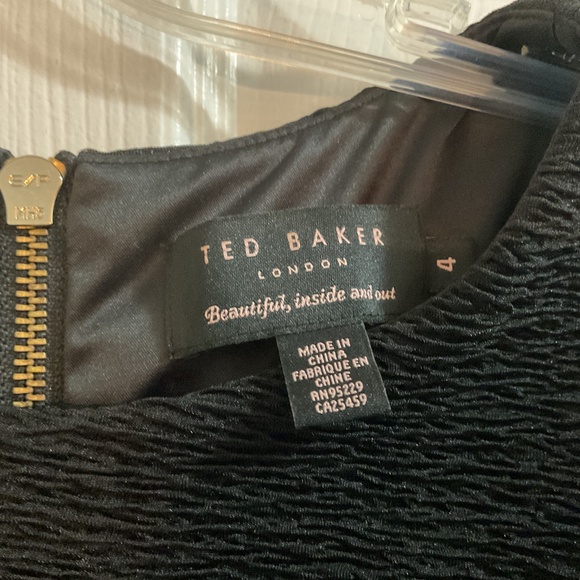 TED BAKER
LONDON
Beautiful, inside and out
4
MADE IN
CHINA
FABRIQUE EN
CHINE
RN95229
CA25459